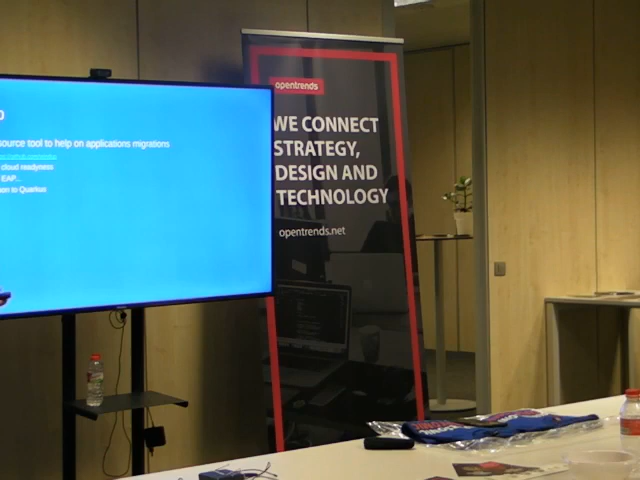 source tool to help on applications migrations
cloud readyness
EAP...
on to Quarkus
opentrends
WE CONNECT
STRATEGY,
DESIGN AND
TECHNOLOGY
opentrends.net